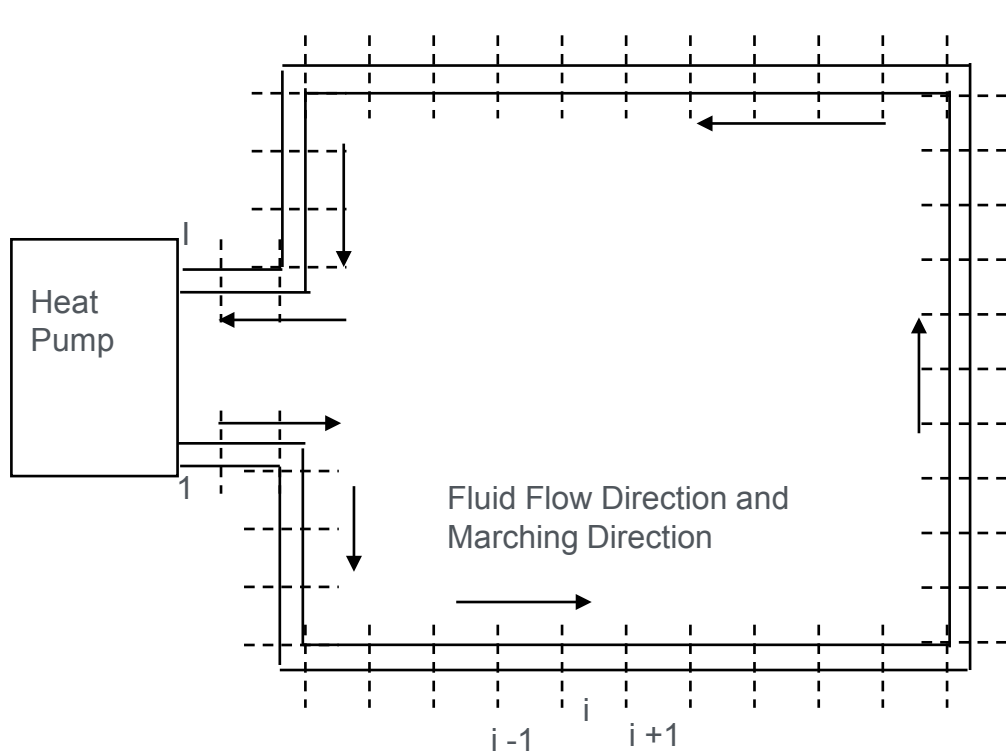 I
Heat
Pump
1
Fluid Flow Direction and
Marching Direction
i
i -1
i +1